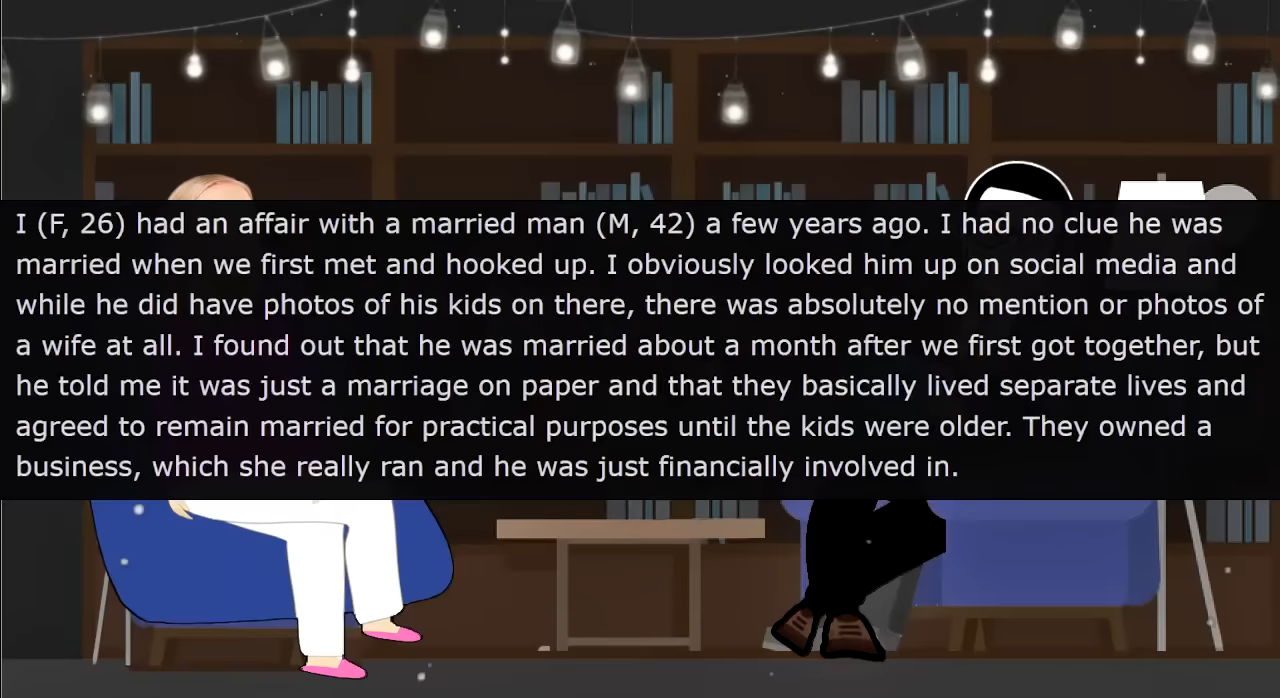 I (F, 26) had an affair with a married man (M, 42) a few years ago. I had no clue he was
married when we first met and hooked up. I obviously looked him up on social media and
while he did have photos of his kids on there, there was absolutely no mention or photos of
a wife at all. I found out that he was married about a month after we first got together, but
he told me it was just a marriage on paper and that they basically lived separate lives and
agreed to remain married for practical purposes until the kids were older. They owned a
business, which she really ran and he was just financially involved in.